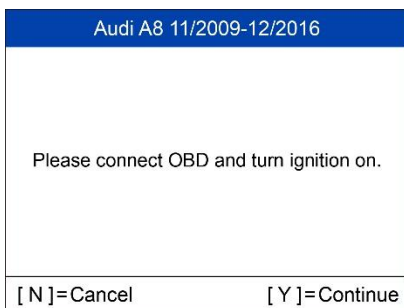 Audi A8 11/2009-12/2016
Please connect OBD and turn ignition on.
[ N ]=Cancel [ Y ]=Continue